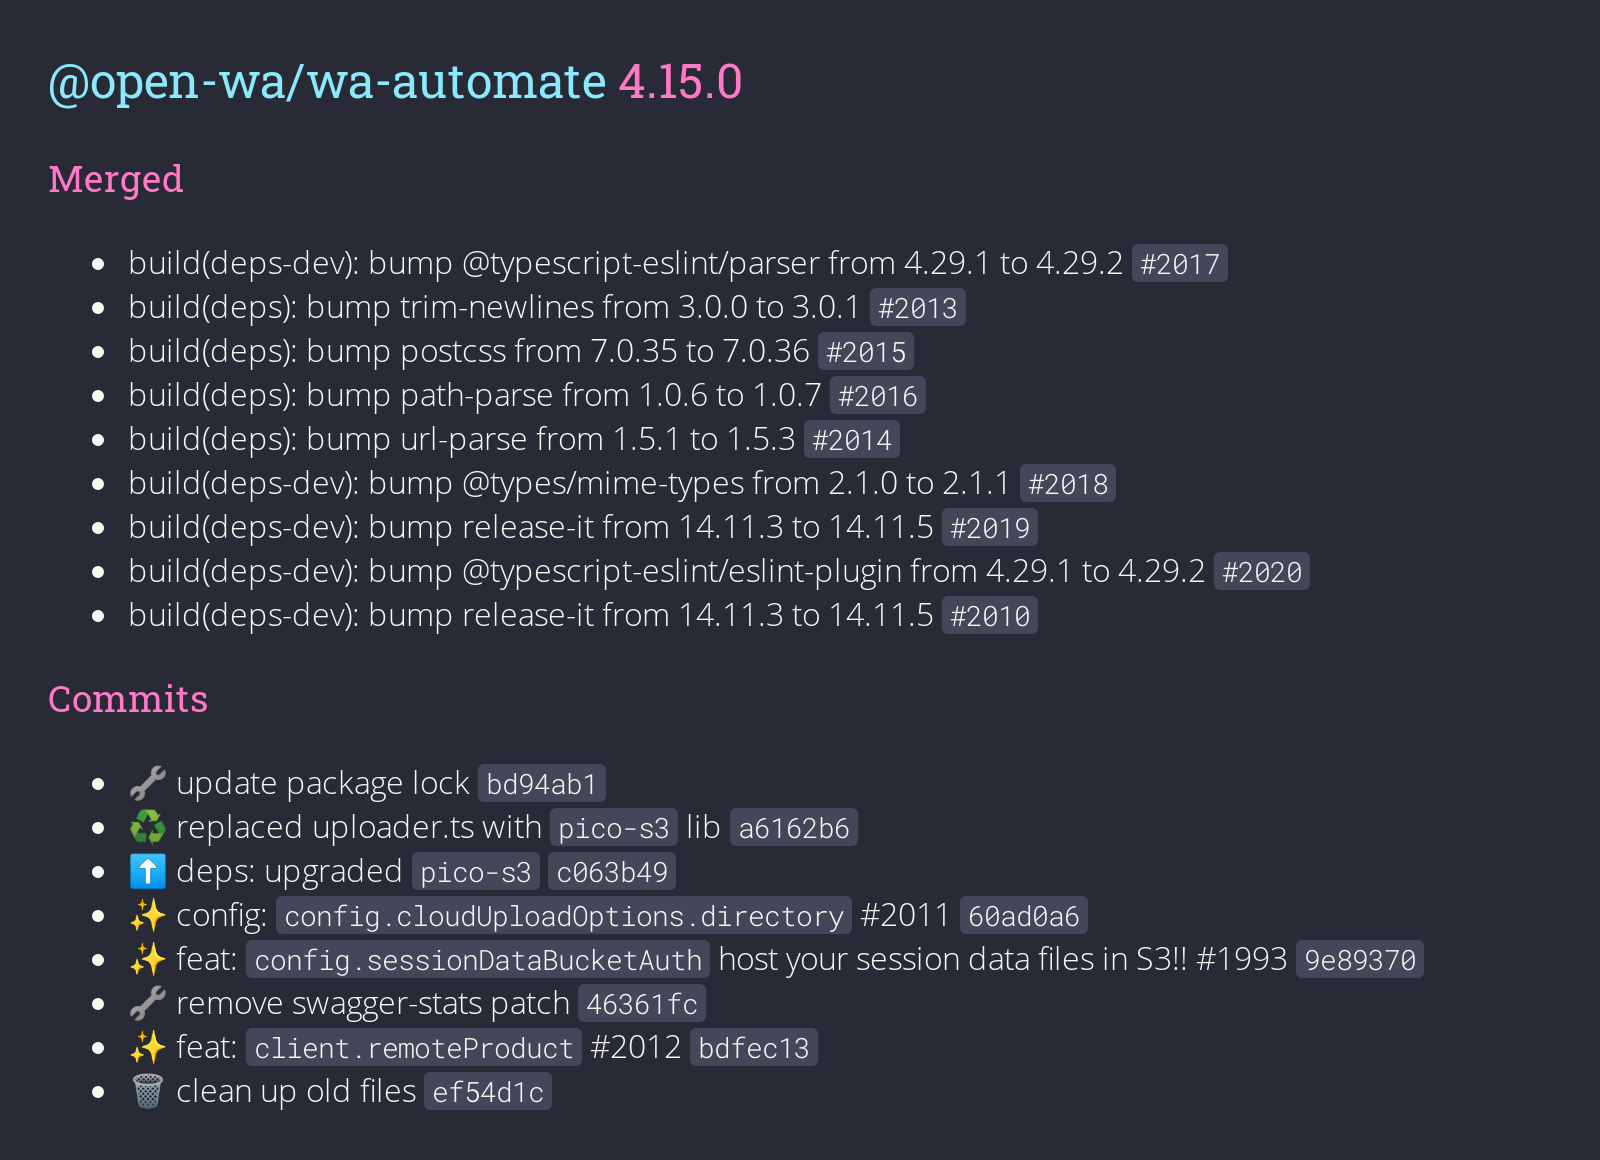 @open-wa/wa-automate 4.15.0
Merged
build(deps-dev): bump @typescript-eslint/parser from 4.29.1 to 4.29.2 #2017
build(deps): bump trim-newlines from 3.0.0 to 3.0.1 #2013
build(deps): bump postcss from 7.0.35 to 7.0.36 #2015
build(deps): bump path-parse from 1.0.6 to 1.0.7 #2016
build(deps): bump url-parse from 1.5.1 to 1.5.3 #2014
build(deps-dev): bump @types/mime-types from 2.1.0 to 2.1.1 #2018
build(deps-dev): bump release-it from 14.11.3 to 14.11.5 #2019
build(deps-dev): bump @typescript-eslint/eslint-plugin from 4.29.1 to 4.29.2 #2020
build(deps-dev): bump release-it from 14.11.3 to 14.11.5 #2010
Commits
🔧 update package lock bd94ab1
♻️ replaced uploader.ts with pico-s3 lib a6162b6
⬆️ deps: upgraded pico-s3 c063b49
✨ config: config.cloudUploadOptions.directory #2011 60ad0a6
✨ feat: config.sessionDataBucketAuth host your session data files in S3!! #1993 9e89370
🔧 remove swagger-stats patch 46361fc
✨ feat: client.remoteProduct #2012 bdfec13
🗑️ clean up old files ef54d1c